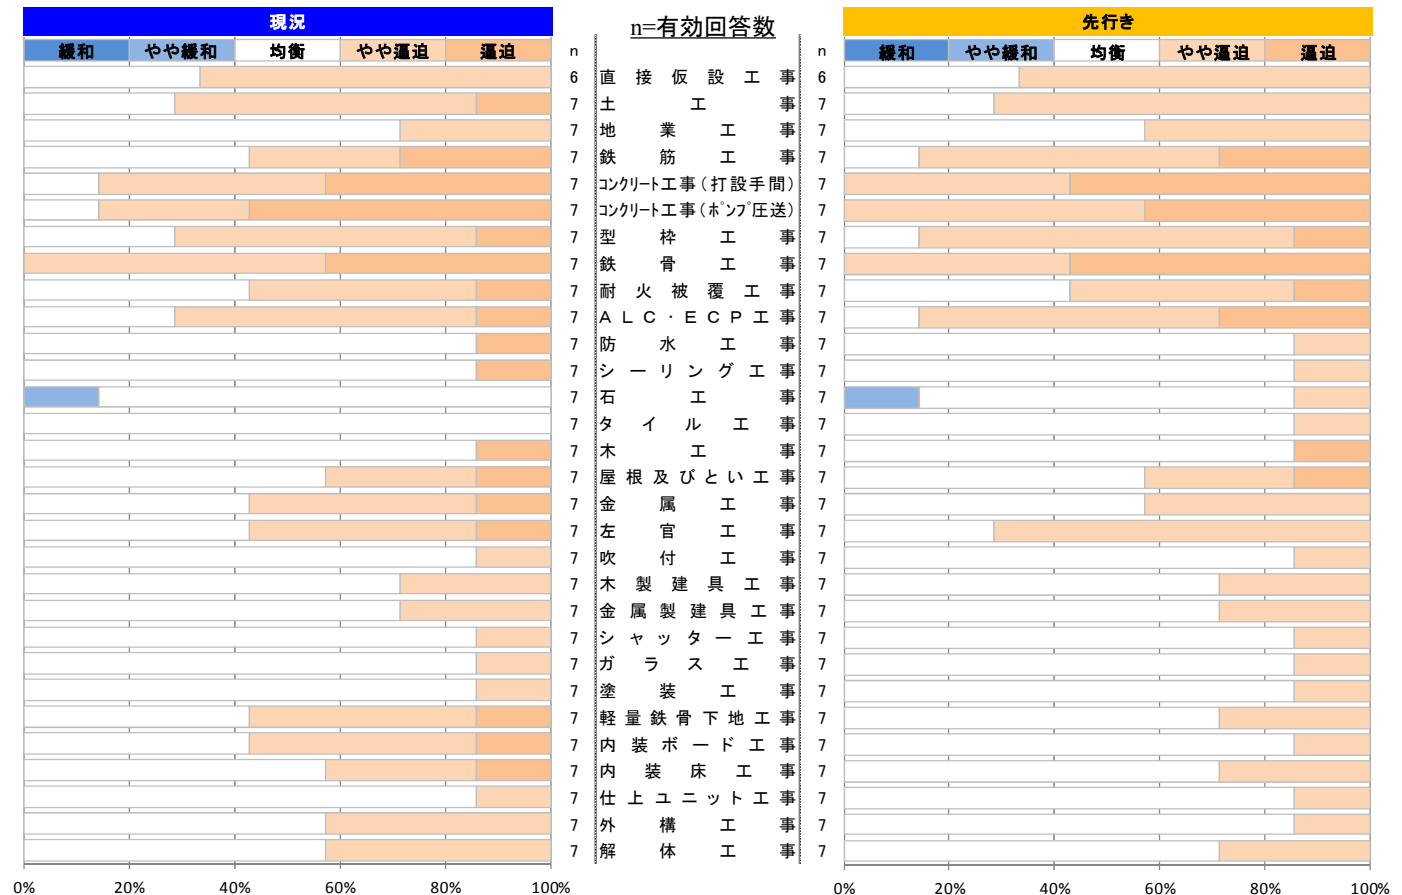 現況 n=有効回答数 先行き
緩和 やや緩和 均衡 やや逼迫 逼迫 n n 緩和 やや緩和 均衡 やや逼迫 逼迫
6 直接仮設工事 6
7 土工事 7
7 地業工事 7
7 鉄筋工事 7
7 コンクリート工事(打設手間) 7
7 コンクリート工事(ポンプ圧送) 7
7 型枠工事 7
7 鉄骨工事 7
7 耐火被覆工事 7
7 ALC・ECP工事 7
7 防水工事 7
7 シーリング工事 7
7 石工事 7
7 タイル工事 7
7 木工事 7
7 屋根及びとい工事 7
7 金属工事 7
7 左官工事 7
7 吹付工事 7
7 木製建具工事 7
7 金属製建具工事 7
7 シャッター工事 7
7 ガラス工事 7
7 塗装工事 7
7 軽量鉄骨下地工事 7
7 内装ボード工事 7
7 内装床工事 7
7 仕上ユニット工事 7
7 外構工事 7
7 解体工事 7
0% 20% 40% 60% 80% 100% 0% 20% 40% 60% 80% 100%